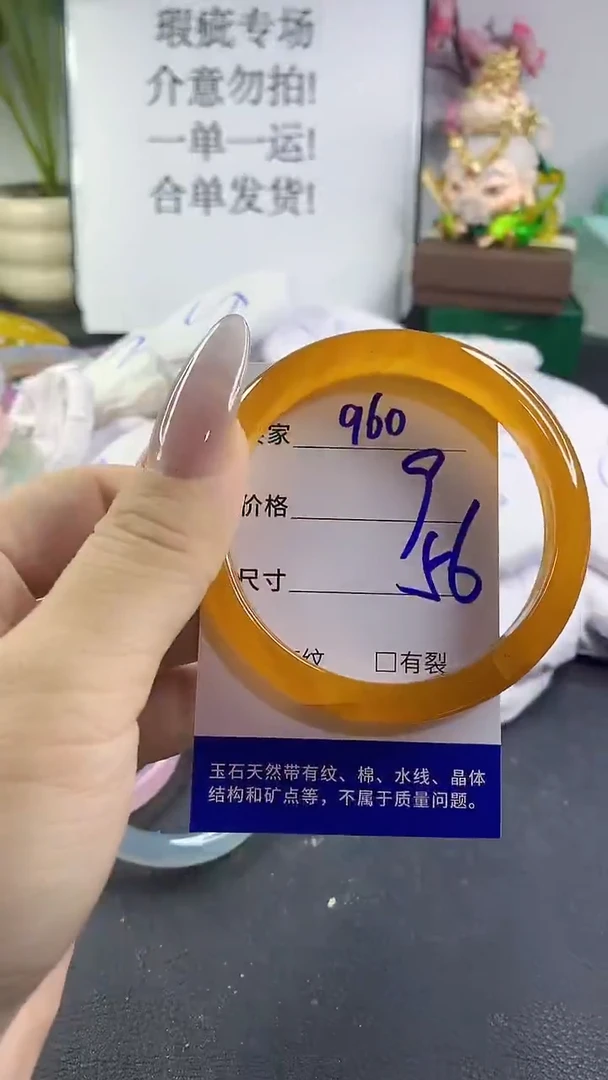 瑕疵专场
介意勿拍!
一单一运!
合单发货!
家 960
价格 9
尺寸 56
纹 □有裂
玉石天然带有纹、棉、水线、晶体
结构和矿点等，不属于质量问题。